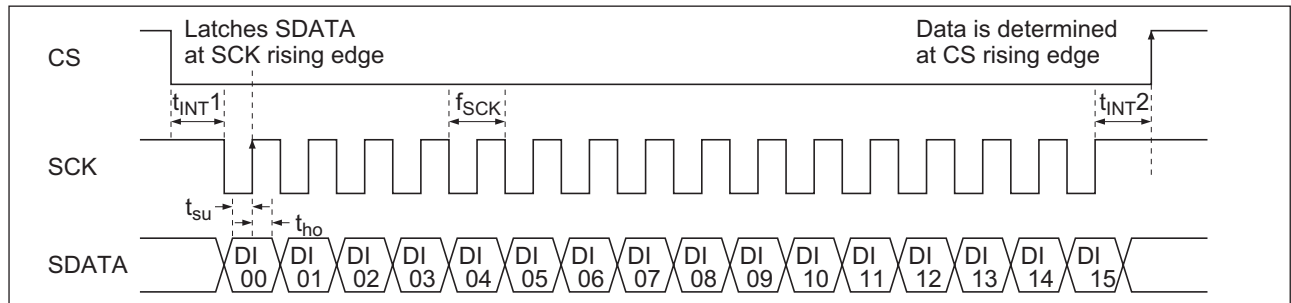 Latches SDATA
at SCK rising edge
Data is determined
at CS rising edge
CS
tINT1
fSCK
tINT2
SCK
tsu
tho
SDATA
DI 00
DI 01
DI 02
DI 03
DI 04
DI 05
DI 06
DI 07
DI 08
DI 09
DI 10
DI 11
DI 12
DI 13
DI 14
DI 15